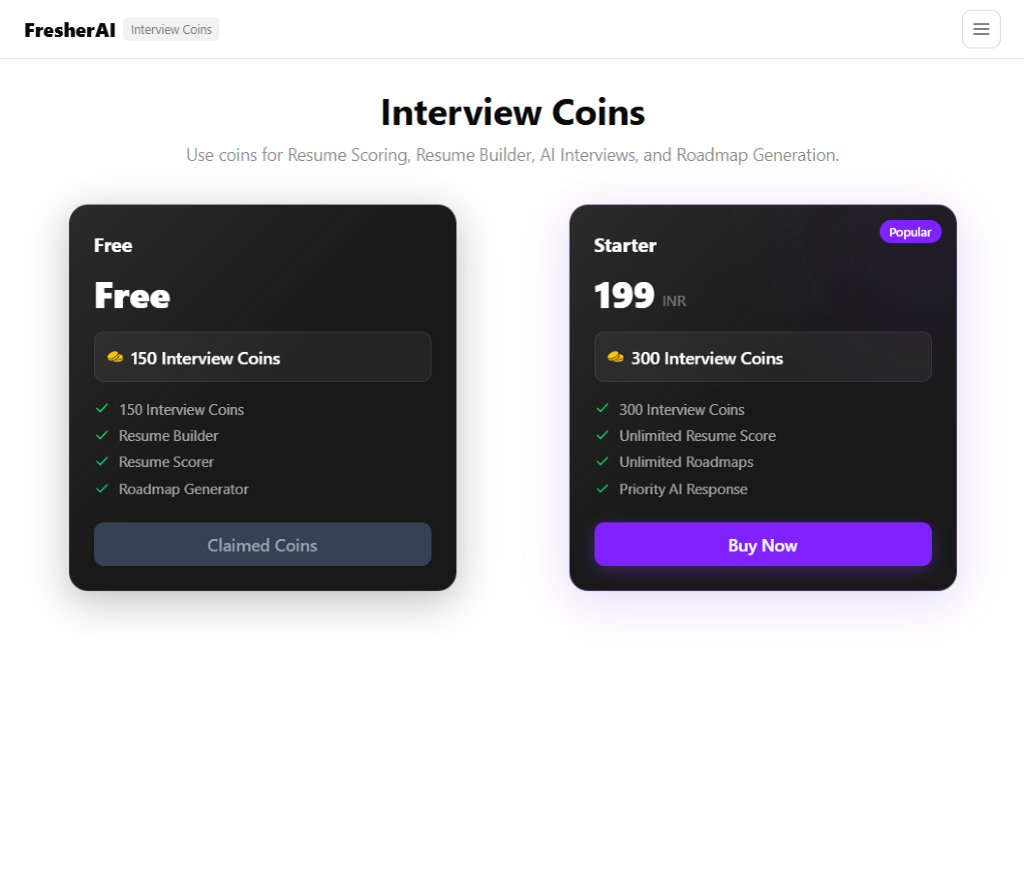 FresherAI Interview Coins
Interview Coins
Use coins for Resume Scoring, Resume Builder, AI Interviews, and Roadmap Generation.
Free
Free
150 Interview Coins
150 Interview Coins
Resume Builder
Resume Scorer
Roadmap Generator
Claimed Coins
Popular
Starter
199 INR
300 Interview Coins
300 Interview Coins
Unlimited Resume Score
Unlimited Roadmaps
Priority AI Response
Buy Now